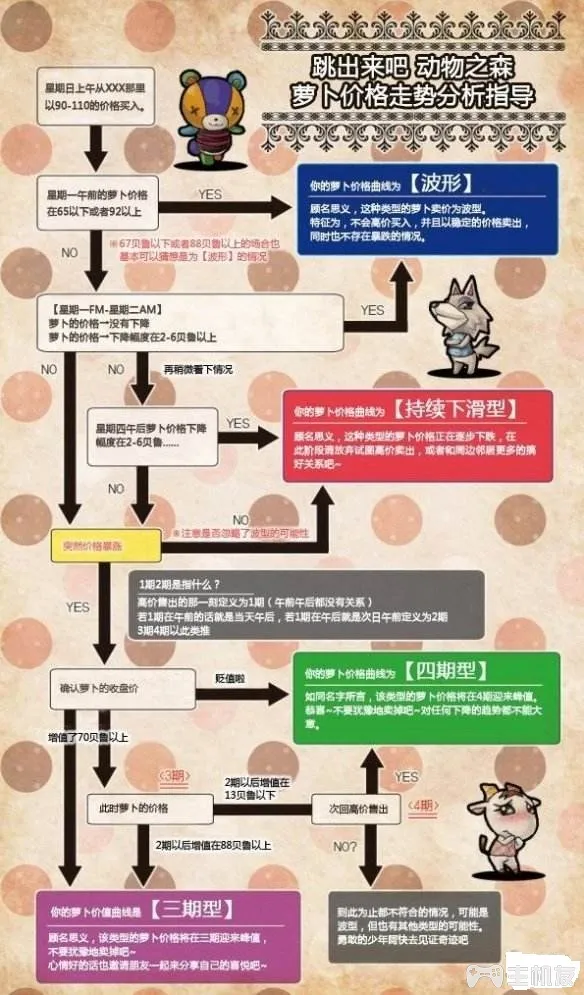 跳出来吧 动物之森
萝卜价格走势分析指导
星期日上午从XXX那里
以90-110的价格买入。
星期一午前的萝卜价格
在65以下或者92以上
YES
你的萝卜价格曲线为【波形】
顾名思义，这种类型的萝卜卖价为波型。
特征为，不会高价买入，并且以稳定的价格卖出，
同时也不存在暴跌的情况。
NO
※67贝鲁以下或者88贝鲁以上的场合也
基本可以猜想是为【波形】的情况
【星期一FM-星期二AM】
萝卜的价格→没有下降
萝卜的价格→下降幅度在2-6贝鲁以上
YES
NO
NO
再稍微看下情况
星期四午后萝卜价格下降
幅度在2-6贝鲁......
YES
你的萝卜价格曲线为【持续下滑型】
顾名思义，这种类型的萝卜价格正在逐步下跌，在
此阶段请放弃试图高价卖出，或者和周边邻居更多的搞
好关系吧~
NO
NO
※注意是否忽略了波型的可能性
突然价格暴涨
YES
1期2期是指什么？
高价售出的那一刻定义为1期（午前午后都没有关系）
若1期在午前的话就是当天午后，若1期在午后就是次日午前定义为2期
3期4期以此类推
确认萝卜的收盘价
贬值啦
你的萝卜价格曲线为【四期型】
如同名字所言，该类型的萝卜价格将在4期迎来峰值。
恭喜~不要犹豫地卖掉吧~对任何下降的趋势都不能大
意。
增值了70贝鲁以上
《3期》
此时萝卜的价格
2期以后增值在
13贝鲁以下
次回高价售出
《4期》
YES
2期以后增值在88贝鲁以上
NO?
你的萝卜价值曲线是【三期型】
顾名思义，该类型的萝卜价格将在三期迎来峰值，
不要犹豫地卖掉吧~
心情好的话也邀请朋友一起来分享自己的喜悦吧~
到此为止都不符合的情况，可能是
波型，但也有其他类型的可能性。
勇敢的少年阿快去见证奇迹吧
主机友